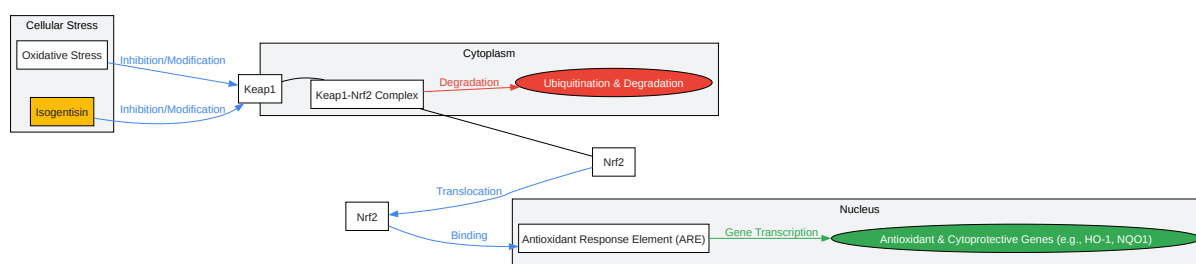 Cellular Stress
Oxidative Stress
Isogentisin
Inhibition/Modification
Inhibition/Modification
Keap1
Cytoplasm
Keap1-Nrf2 Complex
Degradation
Ubiquitination & Degradation
Nrf2
Translocation
Nrf2
Binding
Nucleus
Antioxidant Response Element (ARE)
Gene Transcription
Antioxidant & Cytoprotective Genes (e.g., HO-1, NQO1)